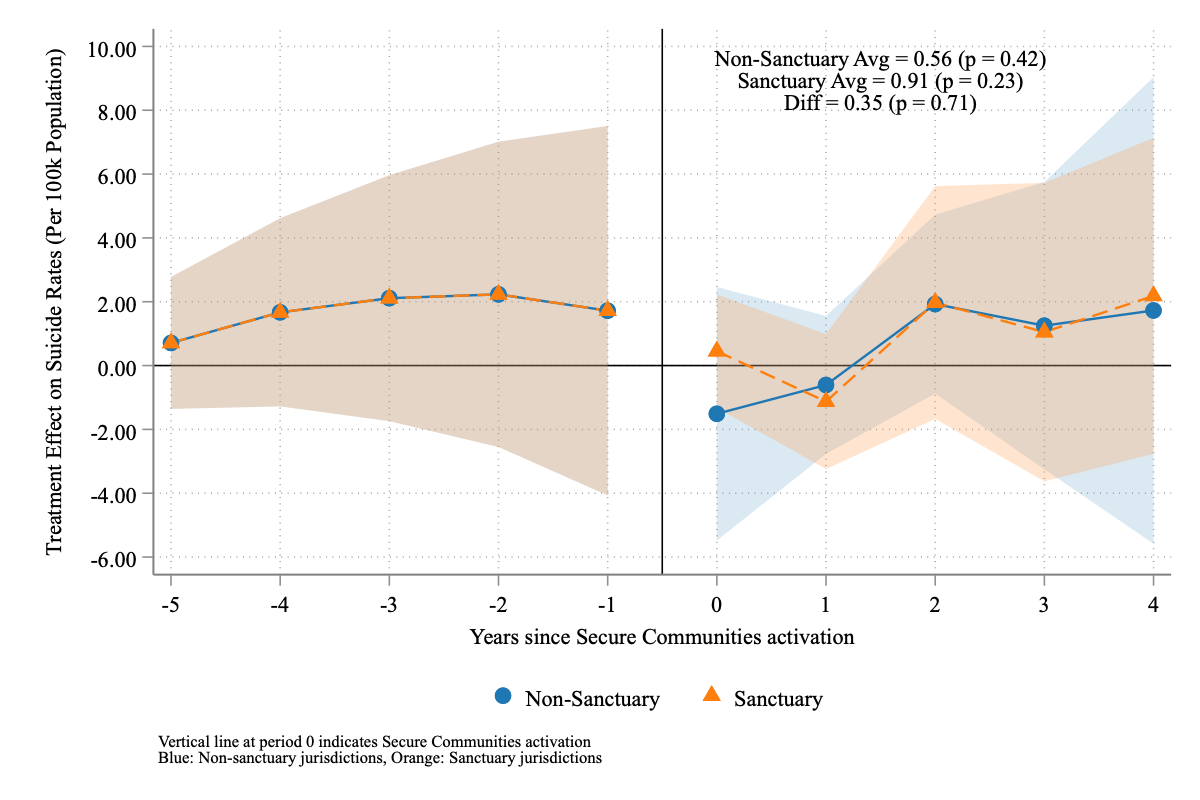 Treatment Effect on Suicide Rates (Per 100k Population)
10.00
8.00
6.00
4.00
2.00
0.00
-2.00
-4.00
-6.00
Non-Sanctuary Avg = 0.56 (p = 0.42)
Sanctuary Avg = 0.91 (p = 0.23)
Diff = 0.35 (p = 0.71)
-5 -4 -3 -2 -1 0 1 2 3 4
Years since Secure Communities activation
Non-Sanctuary Sanctuary
Vertical line at period 0 indicates Secure Communities activation
Blue: Non-sanctuary jurisdictions, Orange: Sanctuary jurisdictions